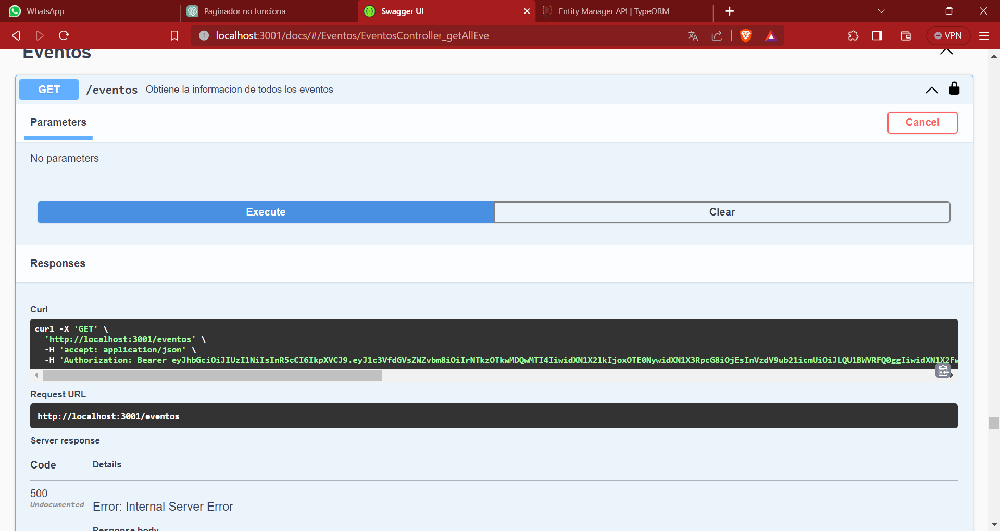 WhatsApp
Paginador no funciona
Swagger UI
Entity Manager API | TypeORM
localhost:3001/docs/#/Eventos/EventosController_getAllEve
VPN
Eventos
GET /eventos Obtiene la informacion de todos los eventos
Parameters
Cancel
No parameters
Execute
Clear
Responses
Curl
curl -X 'GET' \
'http://localhost:3001/eventos' \
-H 'accept: application/json' \
-H 'Authorization: Bearer
Request URL
http://localhost:3001/eventos
Server response
Code Details
500
Undocumented
Error: Internal Server Error
Response body